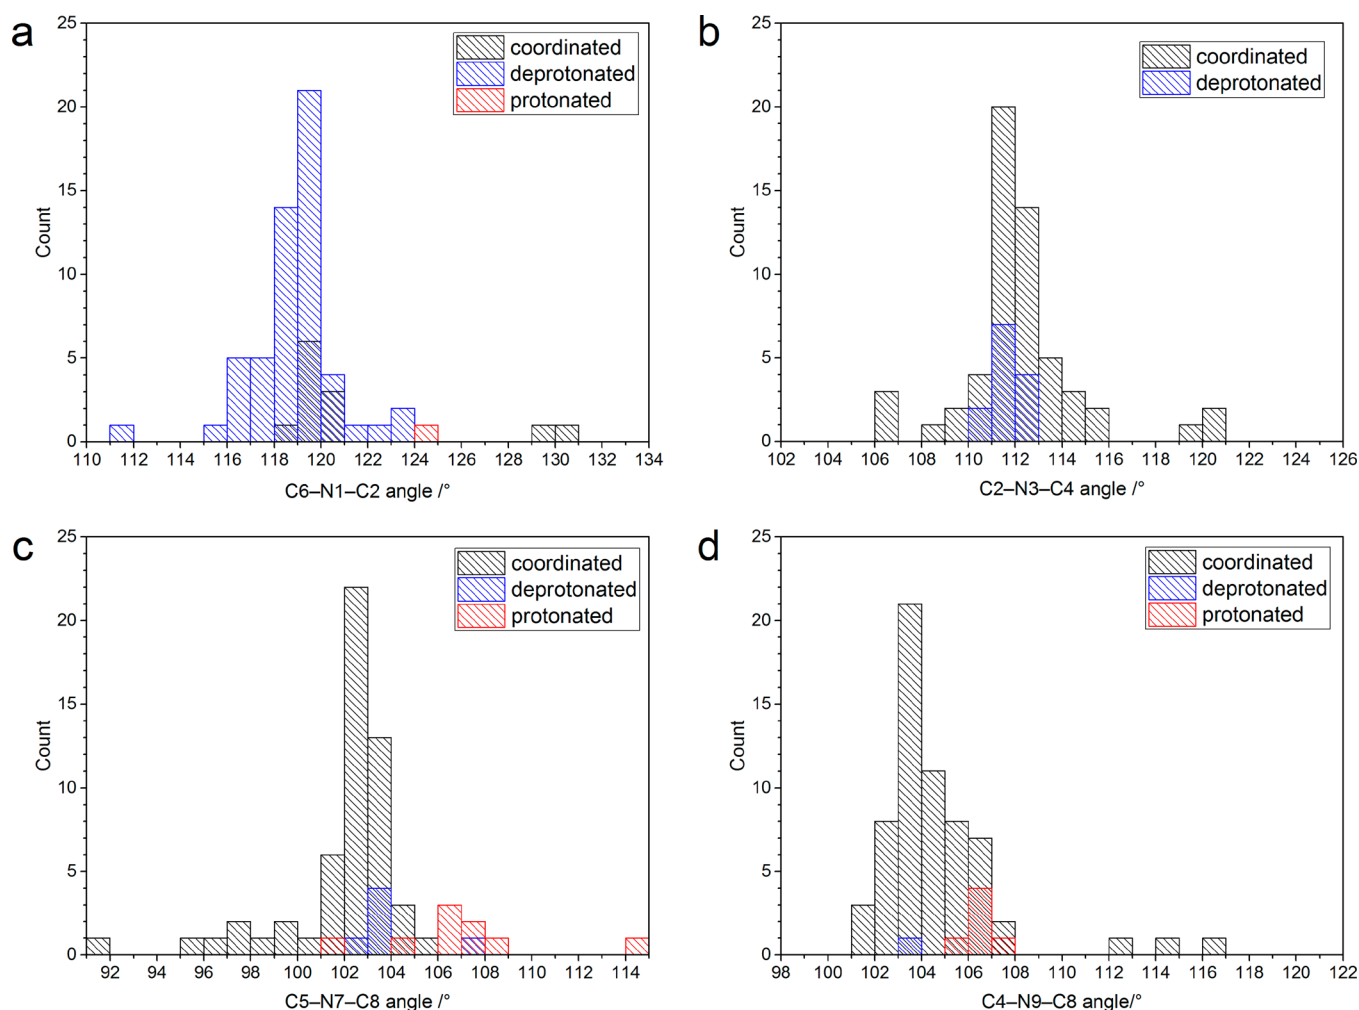 a
25
20
15
10
5
0
Count
coordinated
deprotonated
protonated
110 112 114 116 118 120 122 124 126 128 130 132 134
C6–N1–C2 angle /°
b
25
20
15
10
5
0
Count
coordinated
deprotonated
102 104 106 108 110 112 114 116 118 120 122 124 126
C2–N3–C4 angle /°
c
25
20
15
10
5
0
Count
coordinated
deprotonated
protonated
92 94 96 98 100 102 104 106 108 110 112 114
C5–N7–C8 angle /°
d
25
20
15
10
5
0
Count
coordinated
deprotonated
protonated
98 100 102 104 106 108 110 112 114 116 118 120 122
C4–N9–C8 angle/°